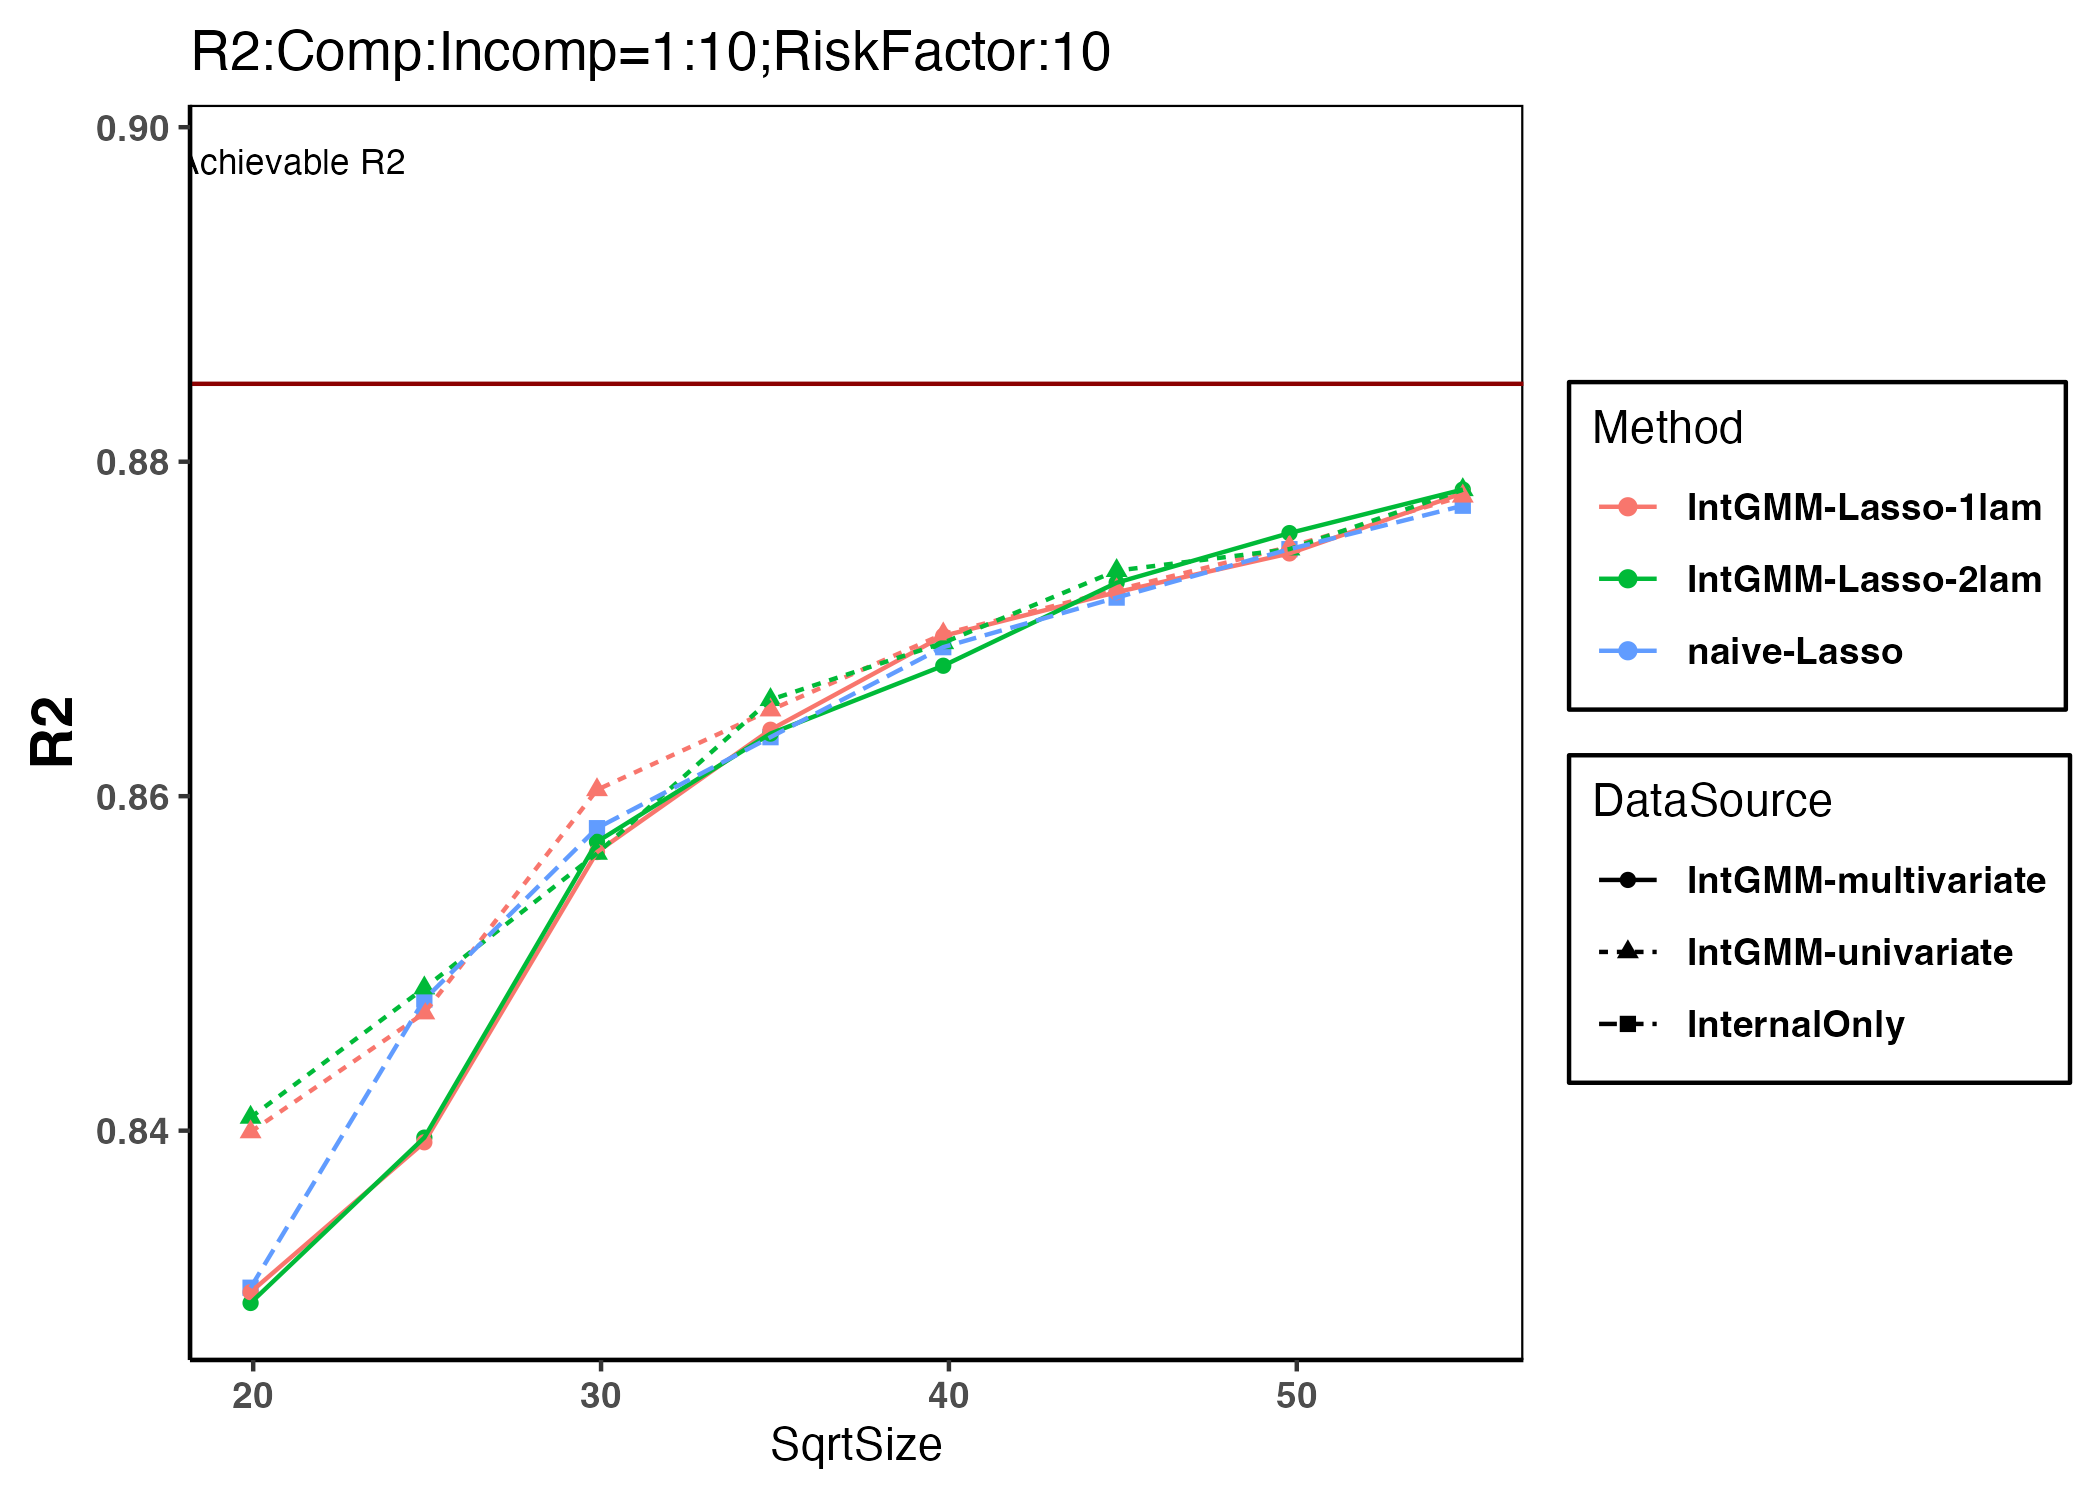 R2:Comp:Incomp=1:10;RiskFactor:10
0.90
Achievable R2
0.88
0.86
0.84
R2
20 30 40 50
SqrtSize
Method
IntGMM-Lasso-1lam
IntGMM-Lasso-2lam
naive-Lasso
DataSource
IntGMM-multivariate
IntGMM-univariate
InternalOnly